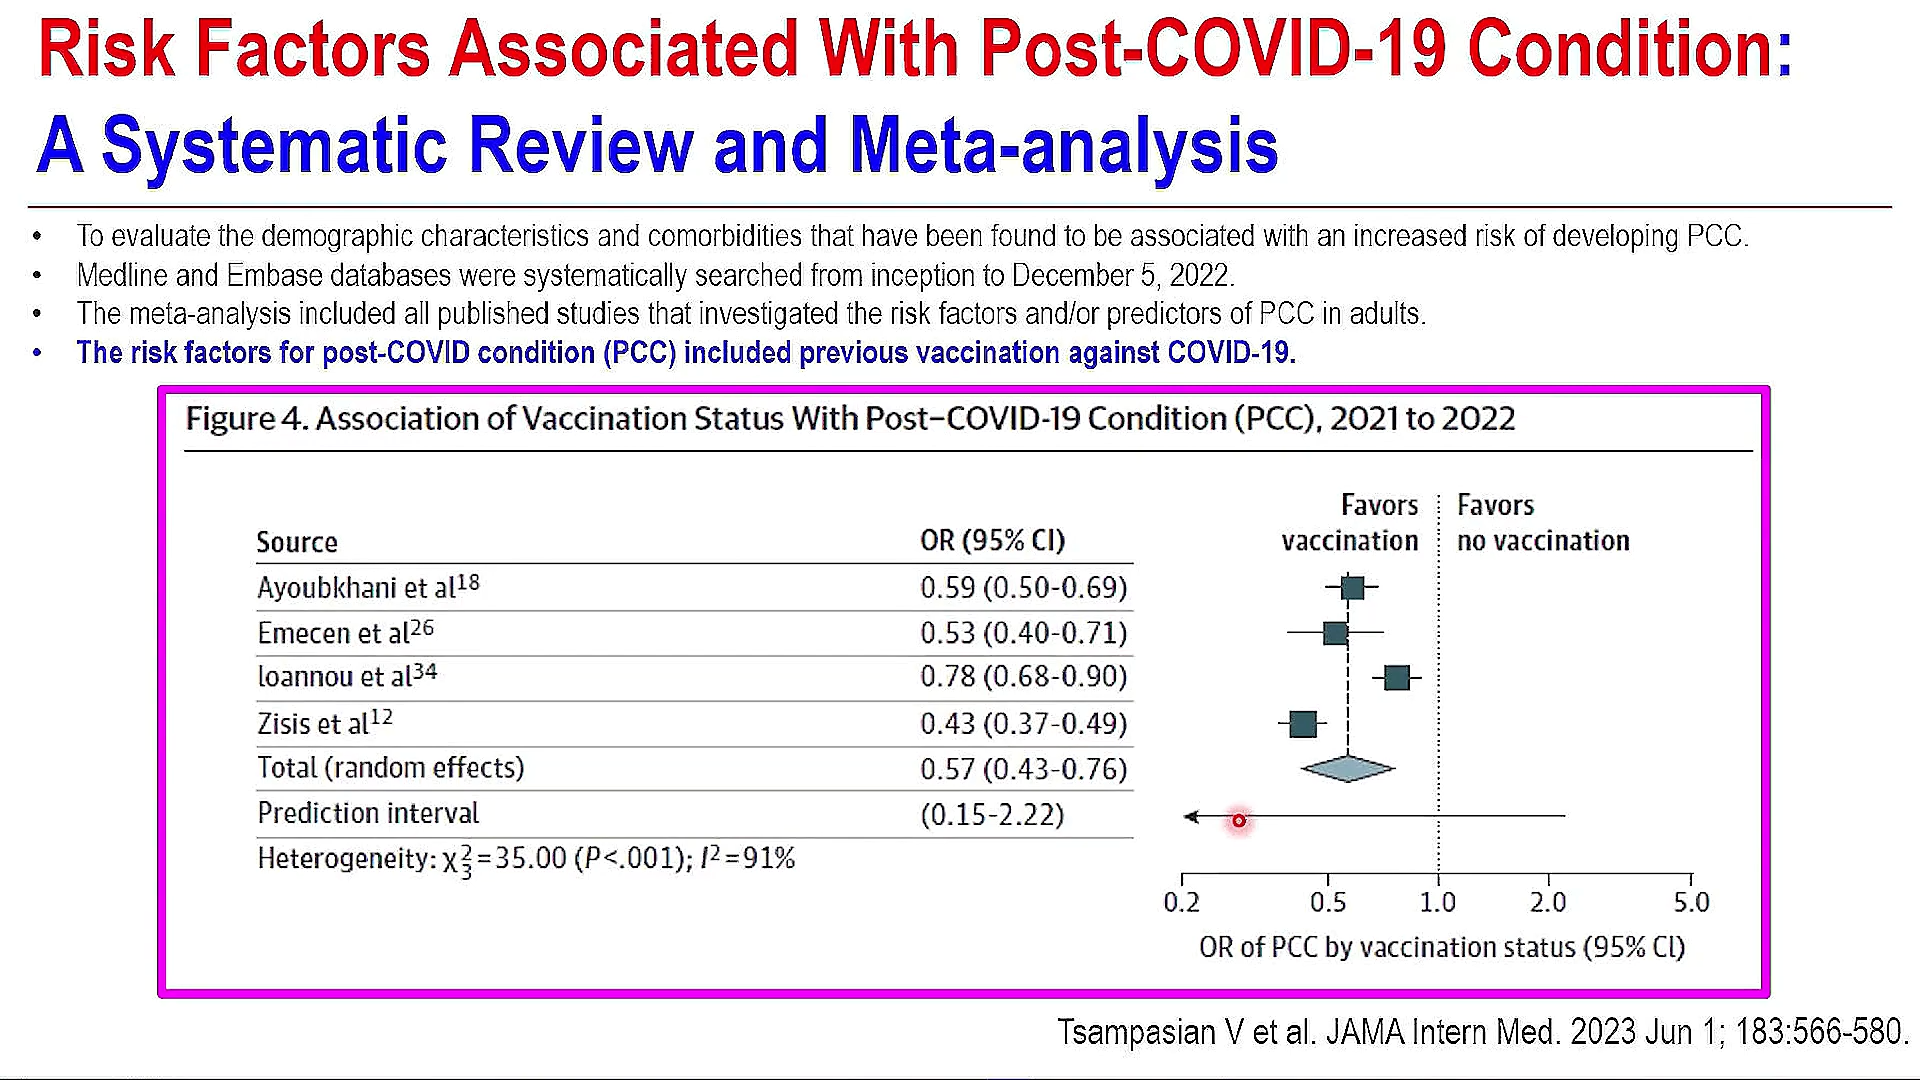 Risk Factors Associated With Post-COVID-19 Condition:
A Systematic Review and Meta-analysis
• To evaluate the demographic characteristics and comorbidities that have been found to be associated with an increased risk of developing PCC.
• Medline and Embase databases were systematically searched from inception to December 5, 2022.
• The meta-analysis included all published studies that investigated the risk factors and/or predictors of PCC in adults.
• The risk factors for post-COVID condition (PCC) included previous vaccination against COVID-19.
Figure 4. Association of Vaccination Status With Post–COVID-19 Condition (PCC), 2021 to 2022
Favors Favors
Source OR (95% CI) vaccination no vaccination
Ayoubkhani et al18 0.59 (0.50-0.69)
Emecen et al26 0.53 (0.40-0.71)
Ioannou et al34 0.78 (0.68-0.90)
Zisis et al12 0.43 (0.37-0.49)
Total (random effects) 0.57 (0.43-0.76)
Prediction interval (0.15-2.22)
Heterogeneity: χ²₃=35.00 (P<.001); I²=91%
0.2 0.5 1.0 2.0 5.0
OR of PCC by vaccination status (95% CI)
Tsampasian V et al. JAMA Intern Med. 2023 Jun 1; 183:566-580.